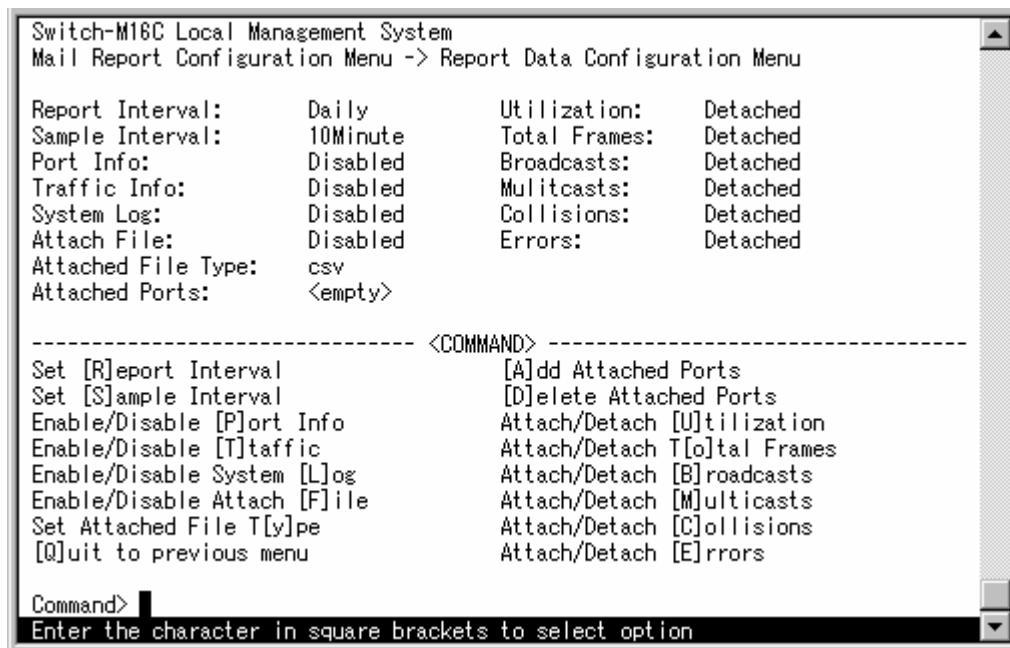 Switch-M16C Local Management System
Mail Report Configuration Menu -> Report Data Configuration Menu
Report Interval: Daily Utilization: Detached
Sample Interval: 10Minute Total Frames: Detached
Port Info: Disabled Broadcasts: Detached
Traffic Info: Disabled Mulitcasts: Detached
System Log: Disabled Collisions: Detached
Attach File: Disabled Errors: Detached
Attached File Type: csv
Attached Ports: <empty>
-------------------------------- <COMMAND> -----------------------------------
Set [R]eport Interval [A]dd Attached Ports
Set [S]ample Interval [D]elete Attached Ports
Enable/Disable [P]ort Info Attach/Detach [U]tilization
Enable/Disable [T]taffic Attach/Detach T[o]tal Frames
Enable/Disable System [L]og Attach/Detach [B]roadcasts
Enable/Disable Attach [F]ile Attach/Detach [M]ulticasts
Set Attached File T[y]pe Attach/Detach [C]ollisions
[Q]uit to previous menu Attach/Detach [E]rrors
Command>
Enter the character in square brackets to select option